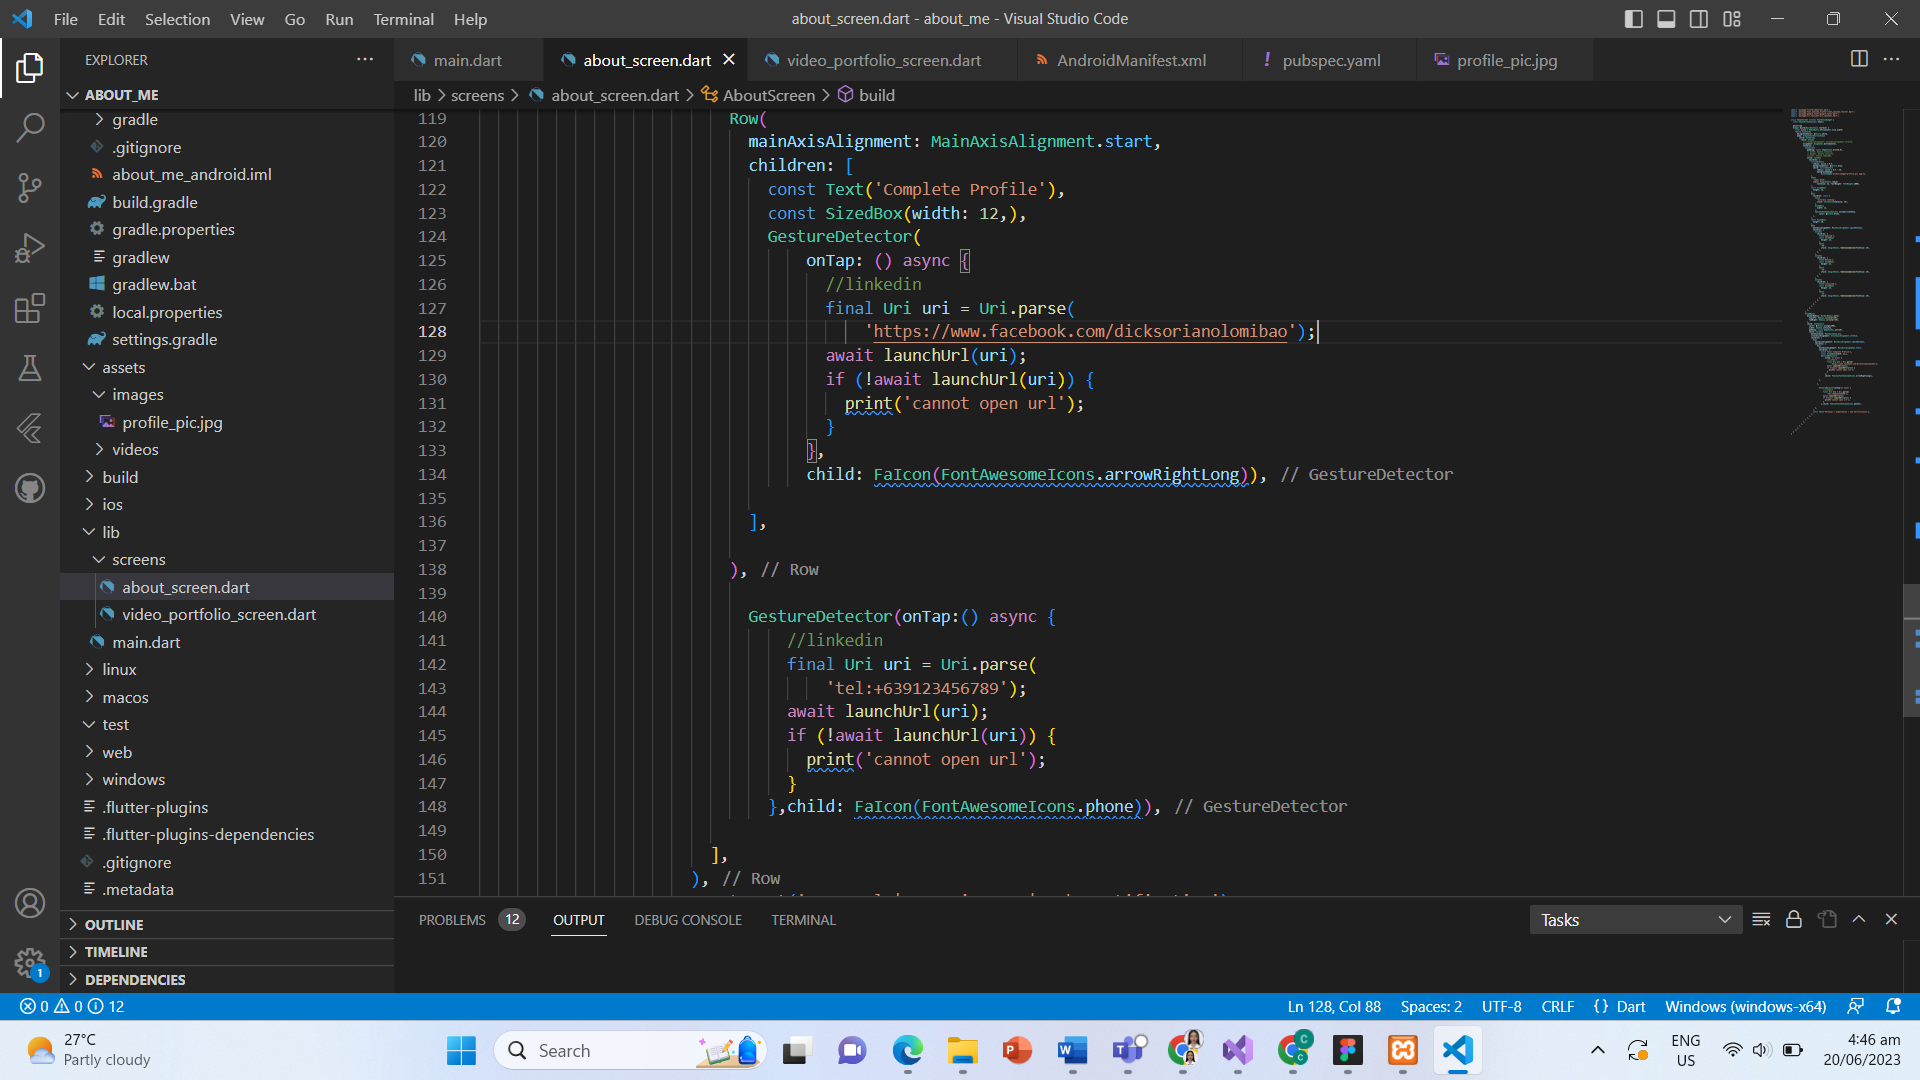 File Edit Selection View Go Run Terminal Help
about_screen.dart - about_me - Visual Studio Code
EXPLORER
main.dart
about_screen.dart
video_portfolio_screen.dart
AndroidManifest.xml
! pubspec.yaml
profile_pic.jpg
ABOUT_ME
lib > screens > about_screen.dart > AboutScreen > build
gradle
.gitignore
about_me_android.iml
build.gradle
gradle.properties
gradlew
gradlew.bat
local.properties
settings.gradle
assets
images
profile_pic.jpg
videos
build
ios
lib
screens
about_screen.dart
video_portfolio_screen.dart
main.dart
linux
macos
test
web
windows
.flutter-plugins
.flutter-plugins-dependencies
.gitignore
.metadata
OUTLINE
TIMELINE
DEPENDENCIES
119 Row(
120 mainAxisAlignment: MainAxisAlignment.start,
121 children: [
122 const Text('Complete Profile'),
123 const SizedBox(width: 12,),
124 GestureDetector(
125 onTap: () async {
126 //linkedin
127 final Uri uri = Uri.parse(
128 'https://www.facebook.com/dicksorianolomibao');
129 await launchUrl(uri);
130 if (!await launchUrl(uri)) {
131 print('cannot open url');
132 }
133 },
134 child: FaIcon(FontAwesomeIcons.arrowRightLong)), // GestureDetector
135
136 ],
137
138 ), // Row
139
140 GestureDetector(onTap:() async {
141 //linkedin
142 final Uri uri = Uri.parse(
143 'tel:+639123456789');
144 await launchUrl(uri);
145 if (!await launchUrl(uri)) {
146 print('cannot open url');
147 }
148 },child: FaIcon(FontAwesomeIcons.phone)), // GestureDetector
149
150 ],
151 ), // Row
PROBLEMS 12 OUTPUT DEBUG CONSOLE TERMINAL
Tasks
1
0 0 12
Ln 128, Col 88 Spaces: 2 UTF-8 CRLF {} Dart Windows (windows-x64)
27°C
Partly cloudy
Search
ENG
US
4:46 am
20/06/2023